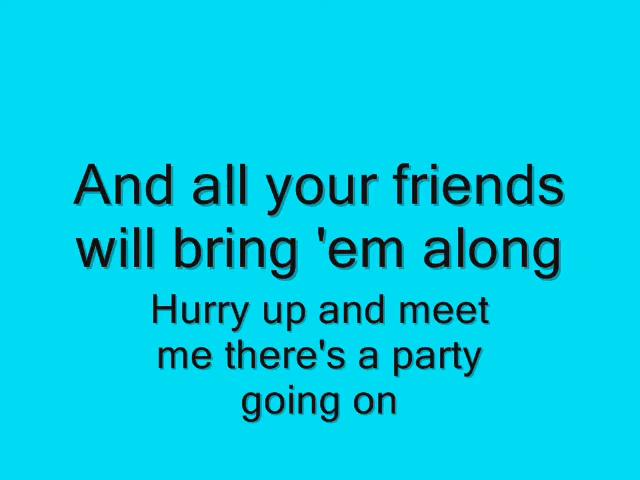 And all your friends
will bring 'em along
Hurry up and meet
me there's a party
going on